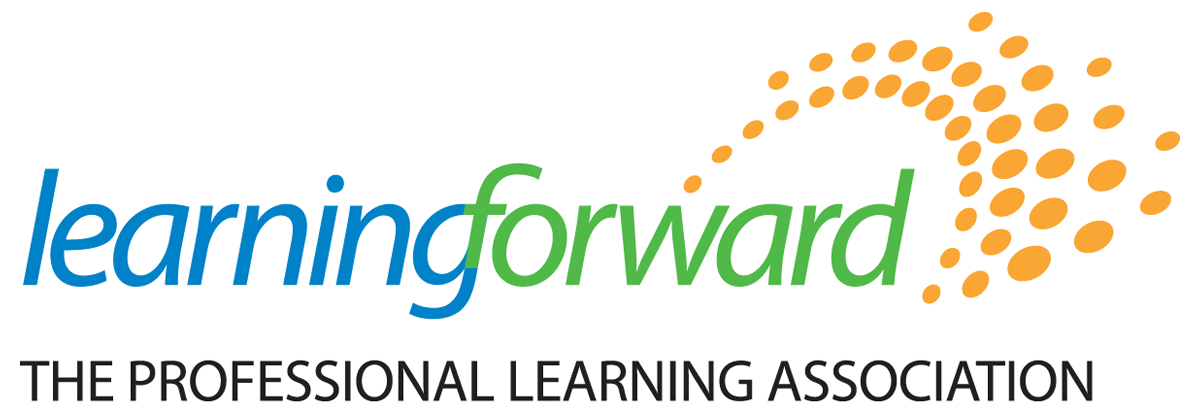 learningforward
THE PROFESSIONAL LEARNING ASSOCIATION